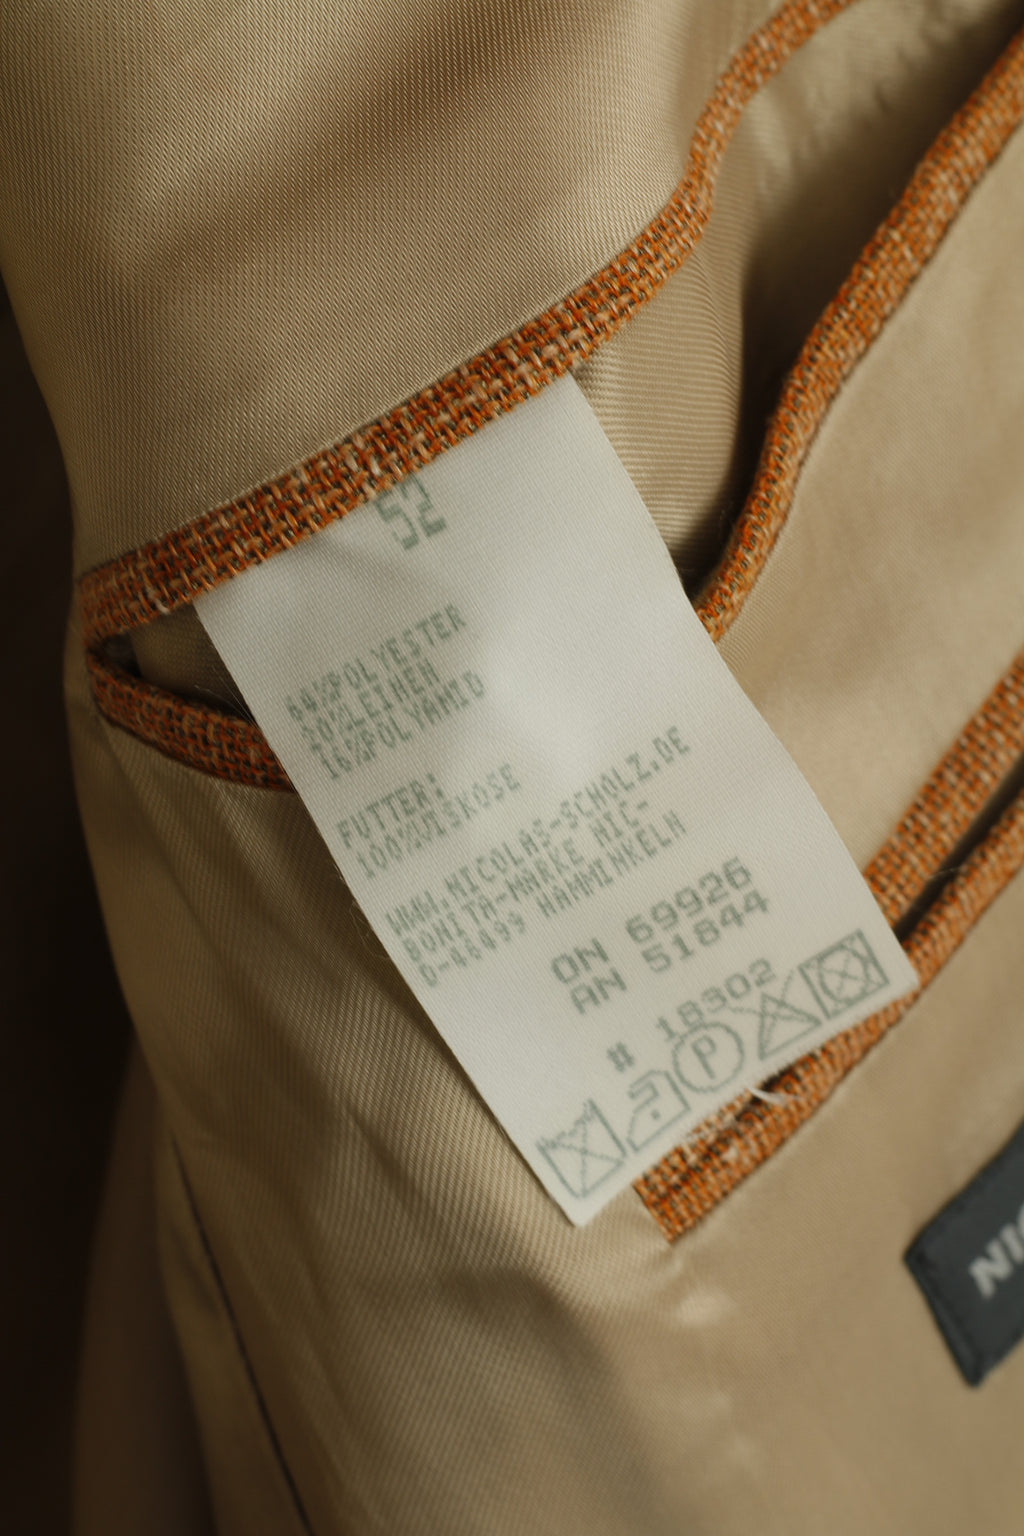 52
64%POLYESTER
20%LEINEN
16%POLYAMID
FUTTER:
100%VISKOSE
WWW.NICOLAS-SCHOLZ.DE
BONITA-MARKE NIC-
D-46499 HAMMINKELN
ON 69926
AN 51844
# 18302
P
NI